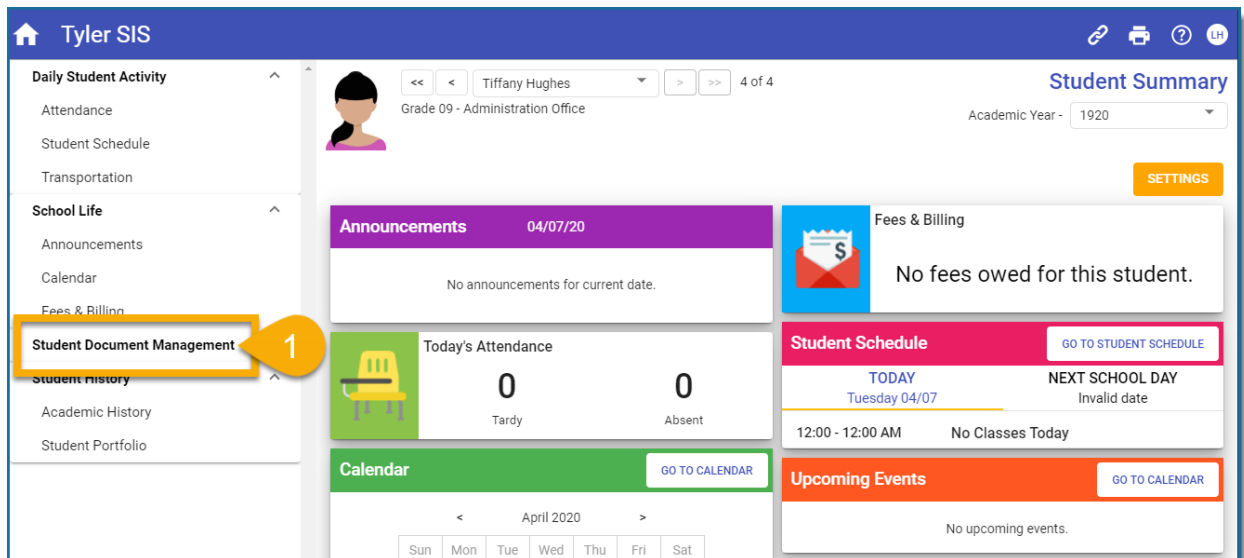 Tyler SIS
LH
Daily Student Activity
Attendance
Student Schedule
Transportation
School Life
Announcements
Calendar
Fees & Billing
Student Document Management
1
Student History
Academic History
Student Portfolio
<< < Tiffany Hughes > >> 4 of 4
Grade 09 - Administration Office
Student Summary
Academic Year - 1920
SETTINGS
Announcements 04/07/20
No announcements for current date.
Fees & Billing
$
No fees owed for this student.
Today's Attendance
0 0
Tardy Absent
Student Schedule GO TO STUDENT SCHEDULE
TODAY NEXT SCHOOL DAY
Tuesday 04/07 Invalid date
12:00 - 12:00 AM No Classes Today
Calendar GO TO CALENDAR
< April 2020 >
Sun Mon Tue Wed Thu Fri Sat
Upcoming Events GO TO CALENDAR
No upcoming events.